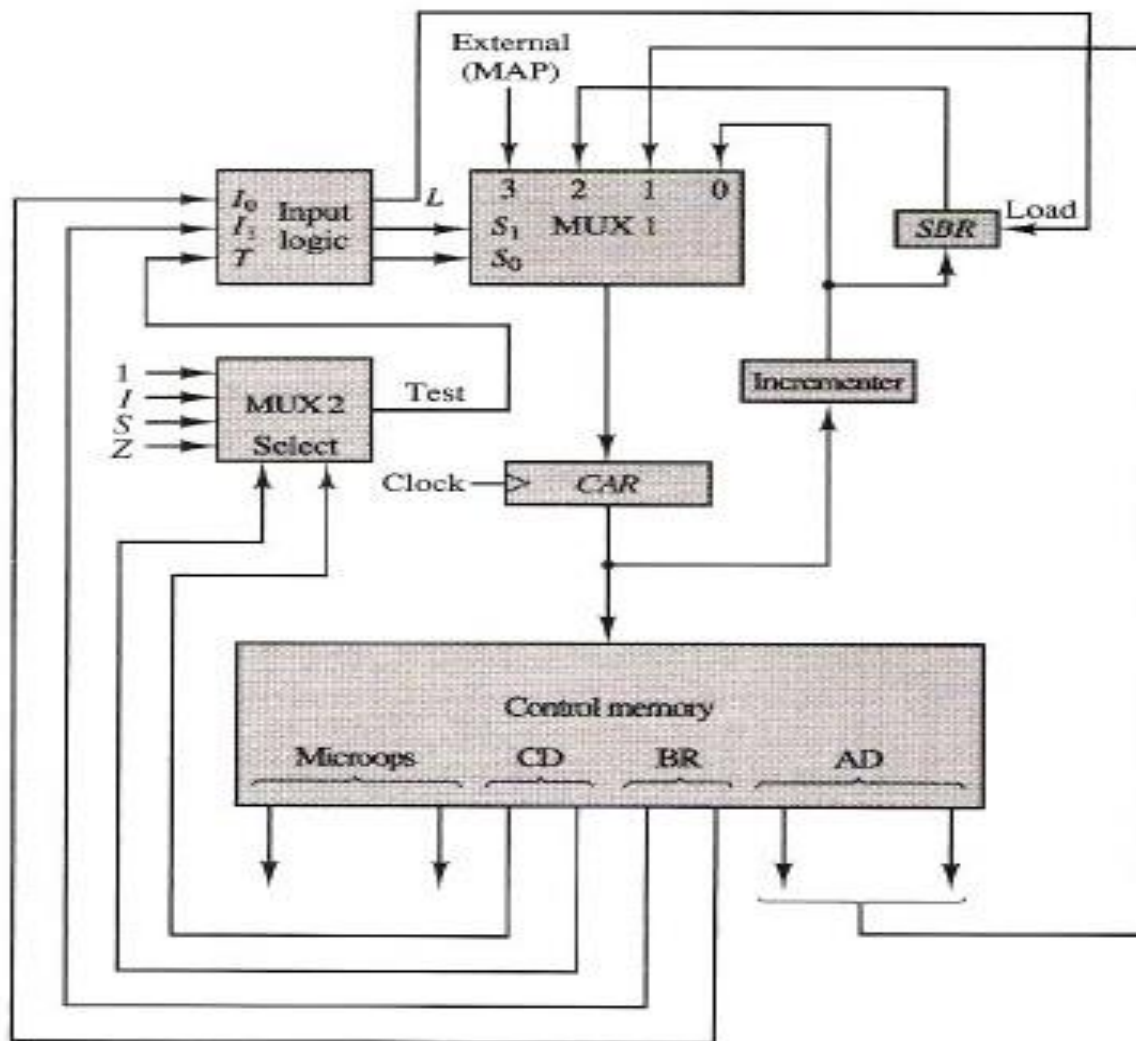 External
(MAP)
L
3 2 1 0
I₀
Input
I₁
logic
T
S₁ MUX 1
S₀
SBR
Load
1
I
S
Z
MUX 2
Select
Test
Incrementer
Clock
CAR
Control memory
Microops
CD
BR
AD